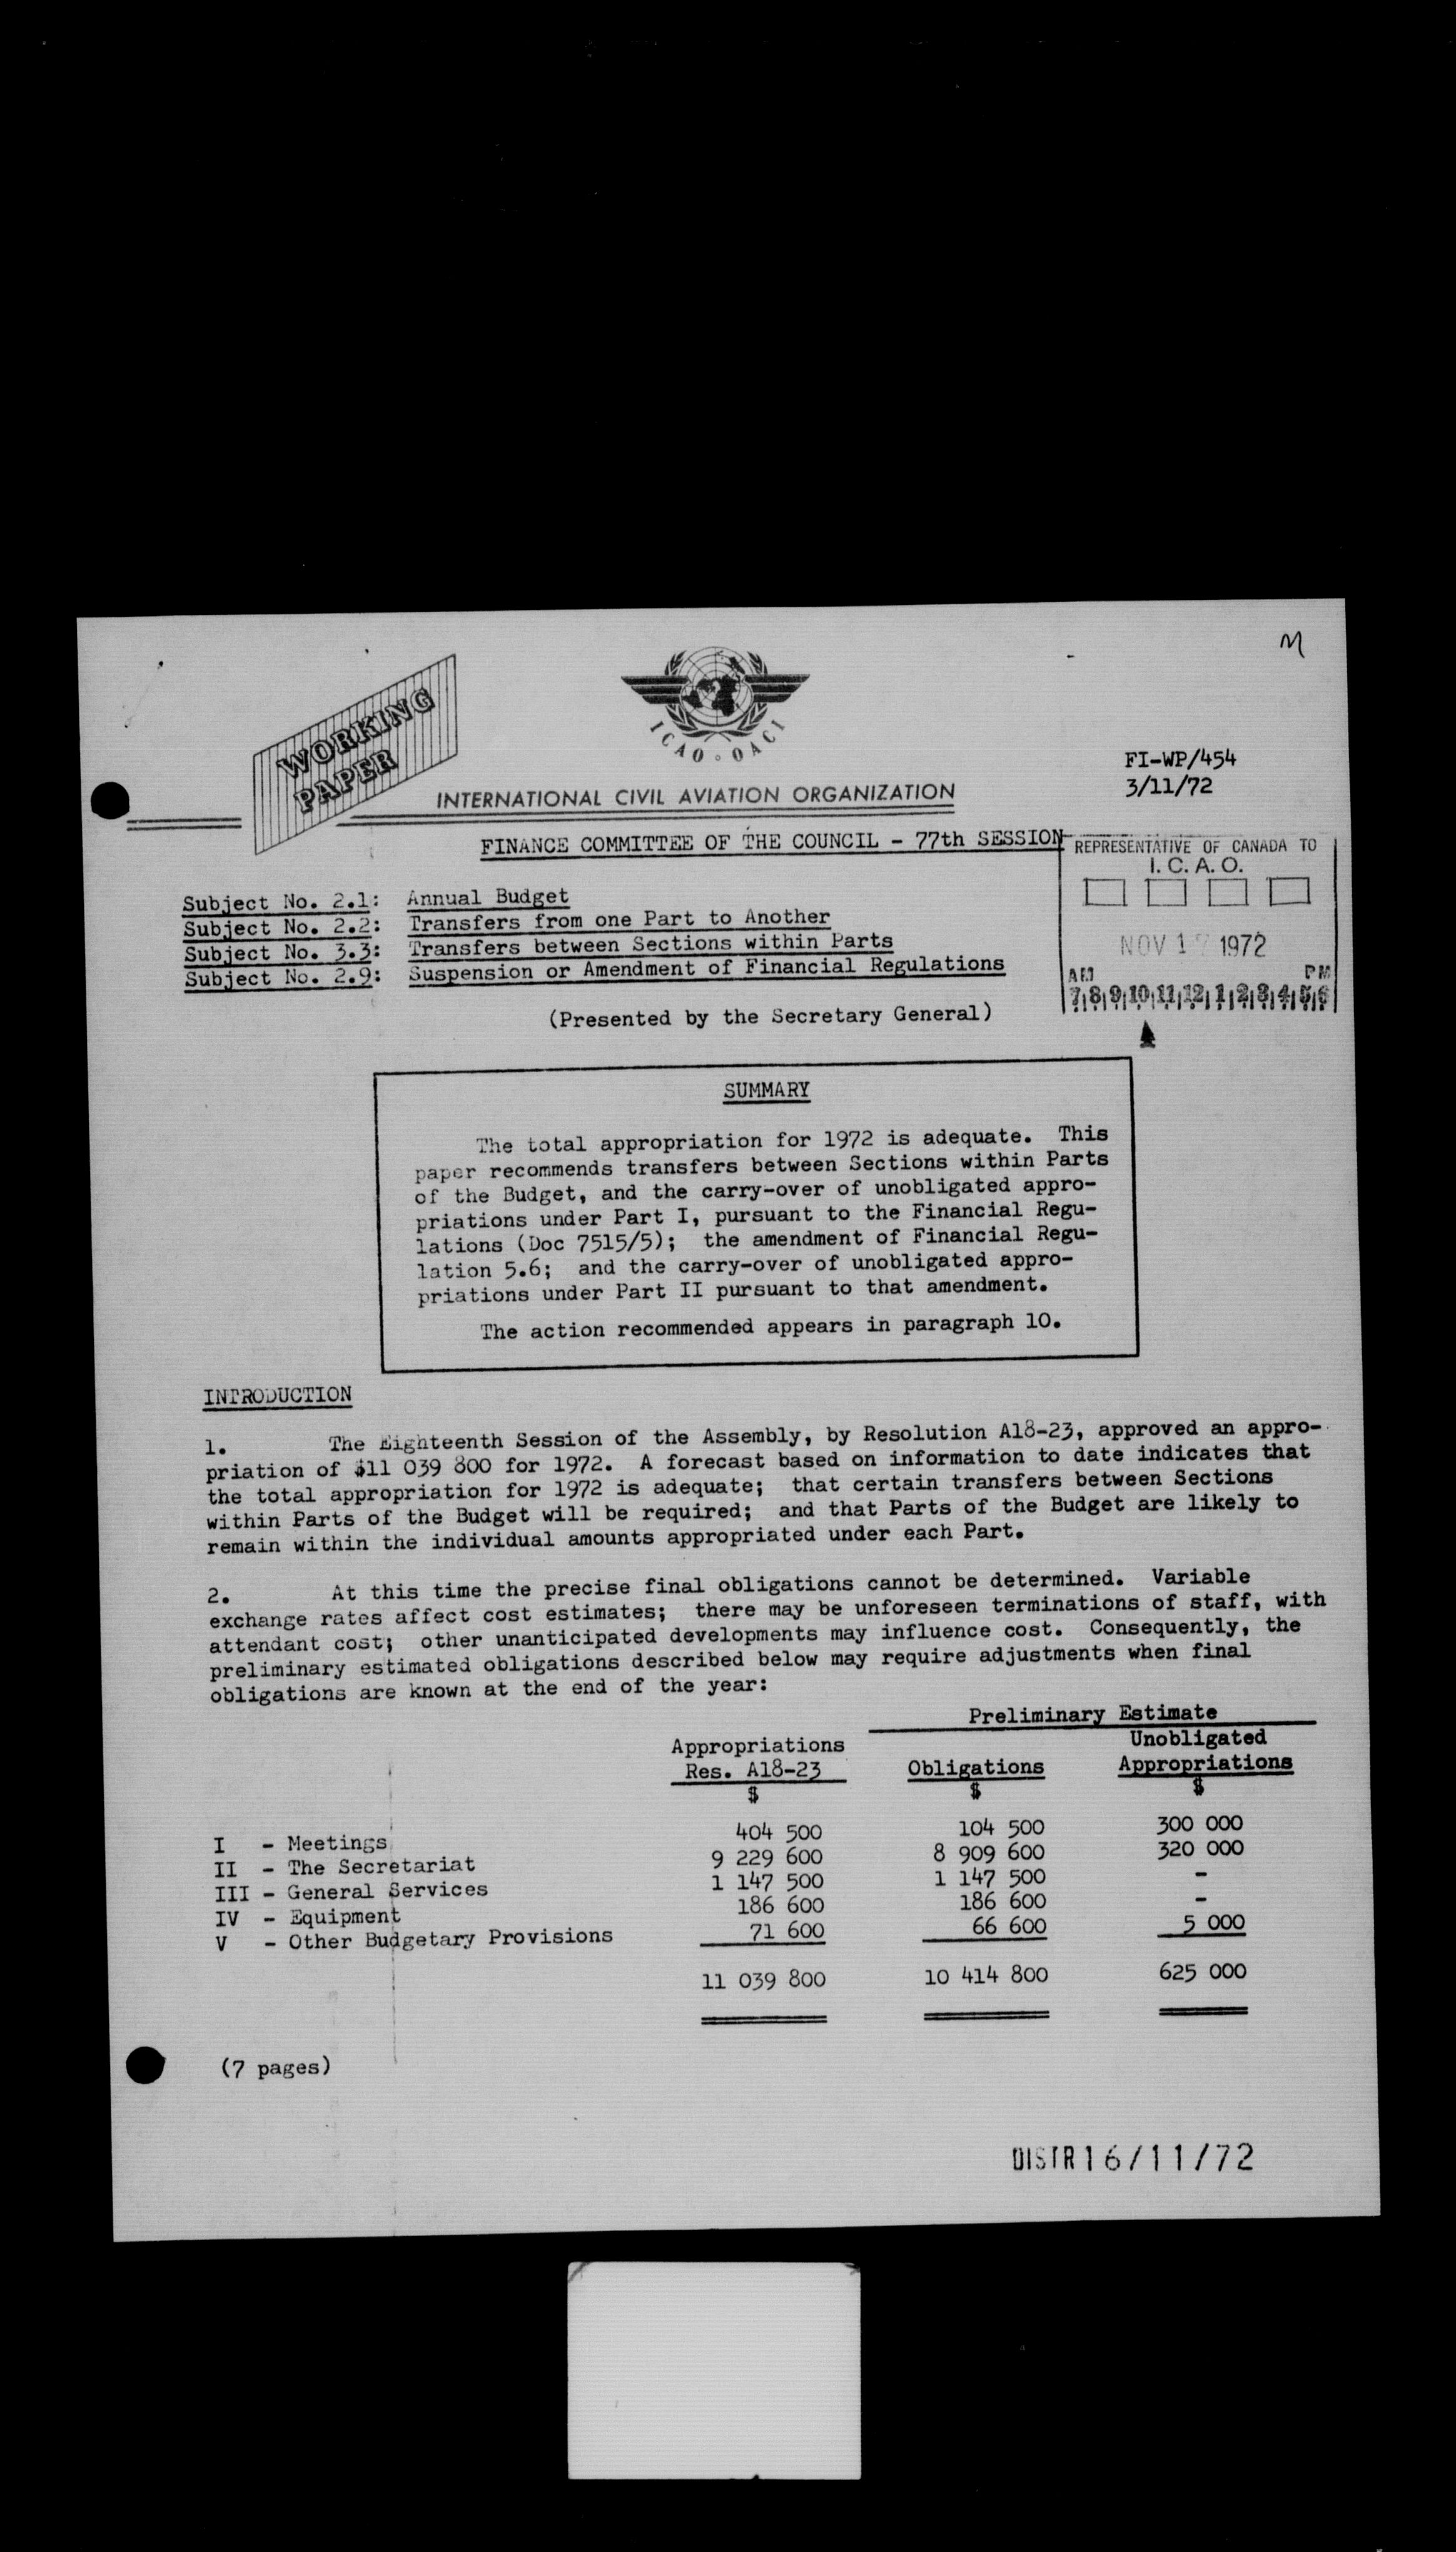 M
WORKING
PAPER
ICAO OACI
INTERNATIONAL CIVIL AVIATION ORGANIZATION
FI-WP/454
3/11/72
FINANCE COMMITTEE OF THE COUNCIL - 77th SESSION
REPRESENTATIVE OF CANADA TO
I. C. A. O.
NOV 17 1972
AM PM
7 8 9 10 11 12 1 2 3 4 5 6
Subject No. 2.1: Annual Budget
Subject No. 2.2: Transfers from one Part to Another
Subject No. 3.3: Transfers between Sections within Parts
Subject No. 2.9: Suspension or Amendment of Financial Regulations
(Presented by the Secretary General)
SUMMARY
The total appropriation for 1972 is adequate. This
paper recommends transfers between Sections within Parts
of the Budget, and the carry-over of unobligated appro-
priations under Part I, pursuant to the Financial Regu-
lations (Doc 7515/5); the amendment of Financial Regu-
lation 5.6; and the carry-over of unobligated appro-
priations under Part II pursuant to that amendment.
The action recommended appears in paragraph 10.
INTRODUCTION
1. The Eighteenth Session of the Assembly, by Resolution A18-23, approved an appro-
priation of $11 039 800 for 1972. A forecast based on information to date indicates that
the total appropriation for 1972 is adequate; that certain transfers between Sections
within Parts of the Budget will be required; and that Parts of the Budget are likely to
remain within the individual amounts appropriated under each Part.
2. At this time the precise final obligations cannot be determined. Variable
exchange rates affect cost estimates; there may be unforeseen terminations of staff, with
attendant cost; other unanticipated developments may influence cost. Consequently, the
preliminary estimated obligations described below may require adjustments when final
obligations are known at the end of the year:
Preliminary Estimate
Appropriations Unobligated
Res. A18-23 Obligations Appropriations
$ $ $
I - Meetings 404 500 104 500 300 000
II - The Secretariat 9 229 600 8 909 600 320 000
III - General Services 1 147 500 1 147 500 -
IV - Equipment 186 600 186 600 -
V - Other Budgetary Provisions 71 600 66 600 5 000
11 039 800 10 414 800 625 000
(7 pages)
DISTR 16/11/72